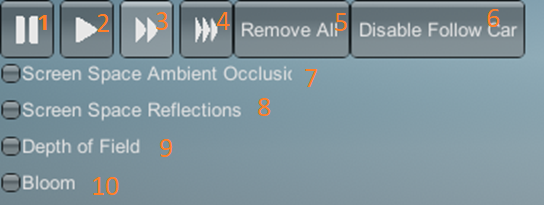 1 2 3 4 Remove All 5 Disable Follow Car 6
Screen Space Ambient Occlusic 7
Screen Space Reflections 8
Depth of Field 9
Bloom 10